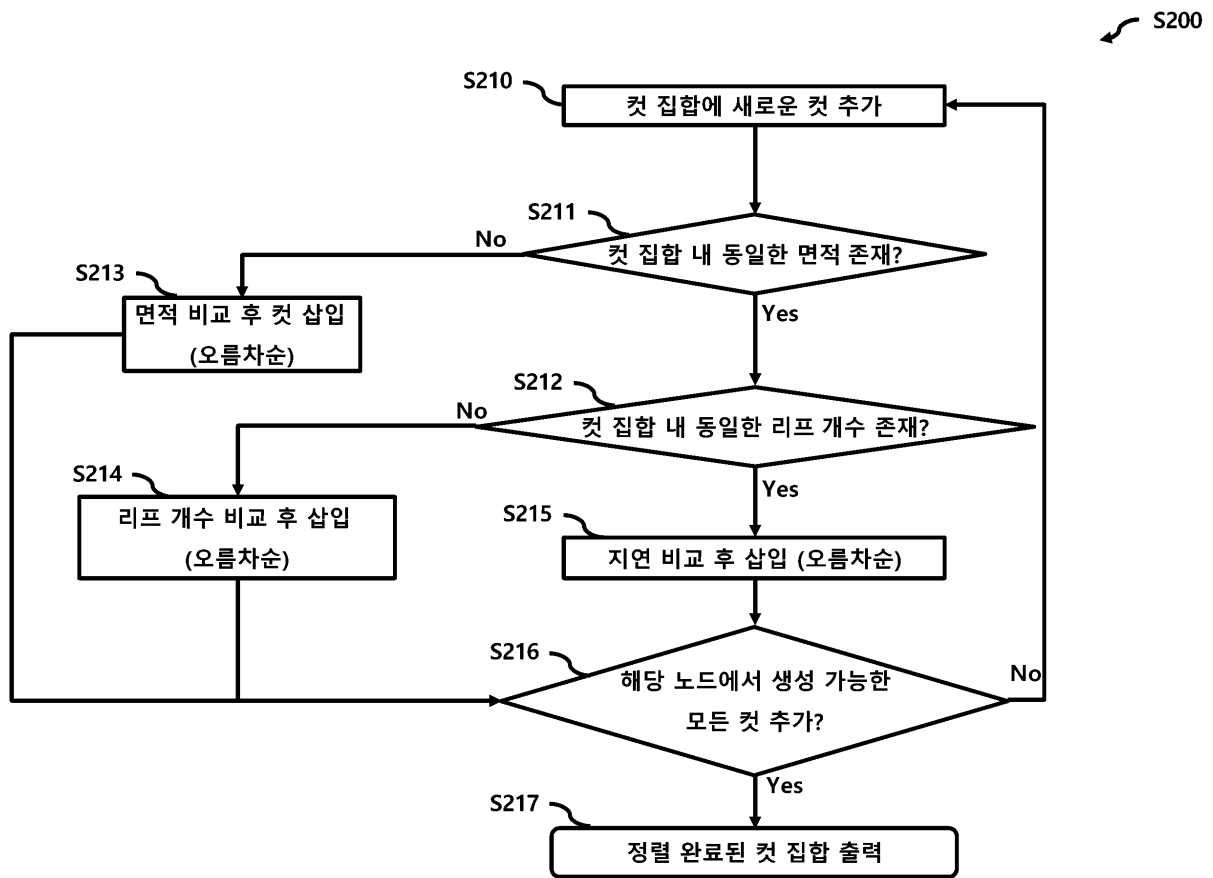 S200
S210
컷 집합에 새로운 컷 추가
S211
컷 집합 내 동일한 면적 존재?
No
Yes
S213
면적 비교 후 컷 삽입
(오름차순)
S212
컷 집합 내 동일한 리프 개수 존재?
No
Yes
S214
리프 개수 비교 후 삽입
(오름차순)
S215
지연 비교 후 삽입 (오름차순)
S216
해당 노드에서 생성 가능한
모든 컷 추가?
No
Yes
S217
정렬 완료된 컷 집합 출력